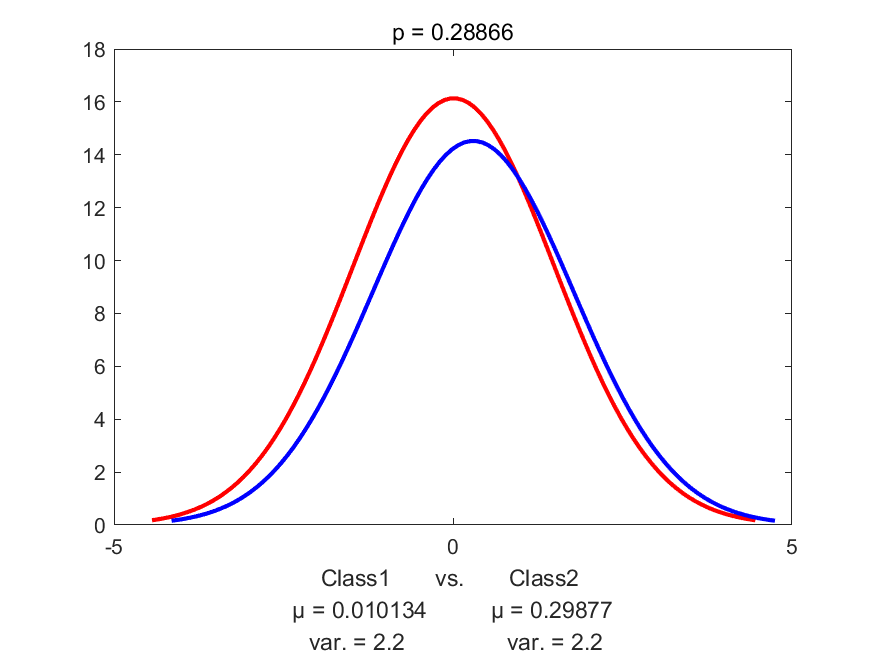 p = 0.28866
18
16
14
12
10
8
6
4
2
0
-5 0 5
Class1 vs. Class2
μ = 0.010134 μ = 0.29877
var. = 2.2 var. = 2.2